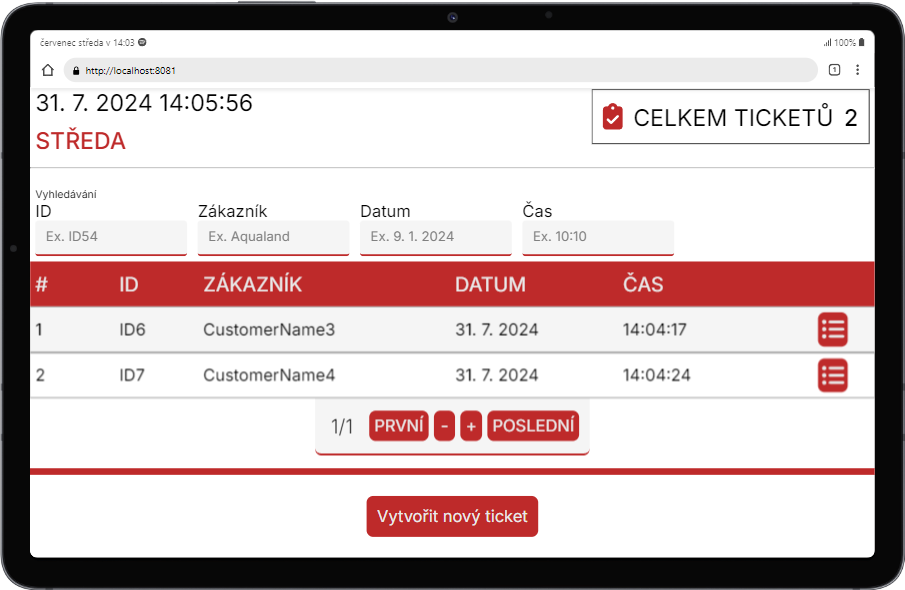 červenec středa v 14:03
100%
http://localhost:8081
1
31. 7. 2024 14:05:56
STŘEDA
CELKEM TICKETŮ 2
Vyhledávání
ID Zákazník Datum Čas
Ex. ID54 Ex. Aqualand Ex. 9. 1. 2024 Ex. 10:10
# ID ZÁKAZNÍK DATUM ČAS
1 ID6 CustomerName3 31. 7. 2024 14:04:17
2 ID7 CustomerName4 31. 7. 2024 14:04:24
1/1 PRVNÍ - + POSLEDNÍ
Vytvořit nový ticket